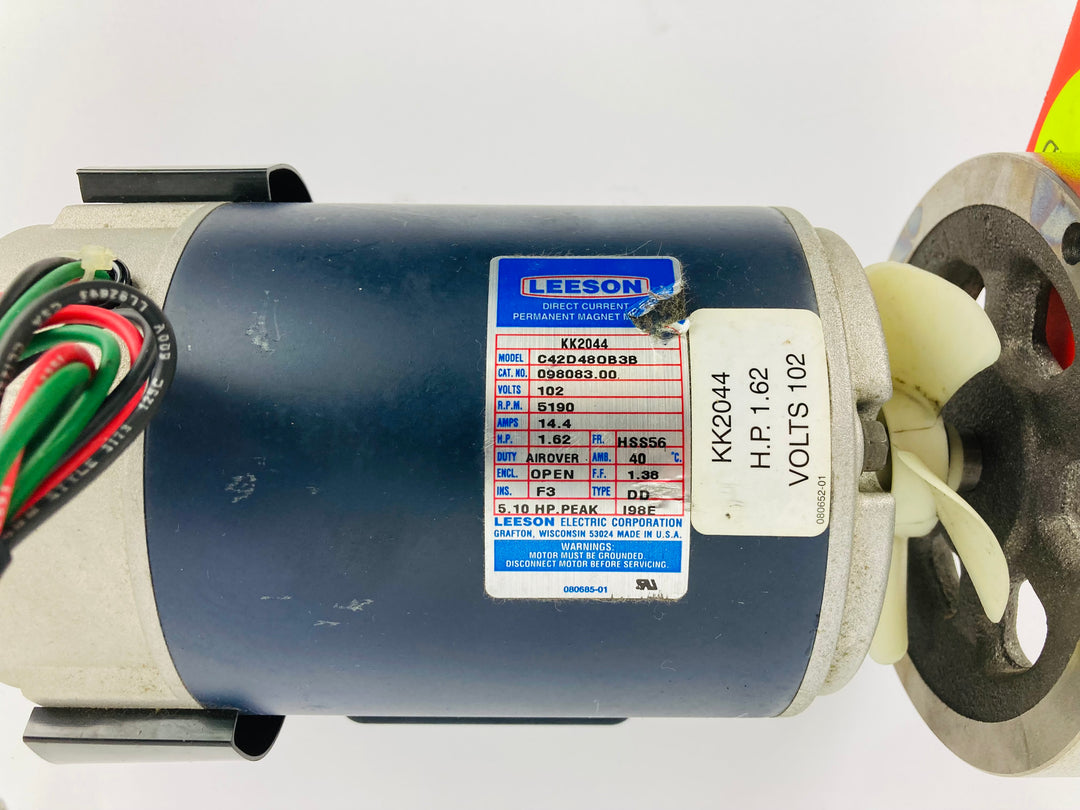 LEESON
DIRECT CURRENT
PERMANENT MAGNET
KK2044
MODEL C42D48OB3B
CAT. NO. 098083.00
VOLTS 102
R.P.M. 5190
AMPS 14.4
H.P. 1.62 FR. HSS56
DUTY AIROVER AMB. 40 °C.
ENCL. OPEN F.F. 1.38
INS. F3 TYPE DD
5.10 HP.PEAK I98E
LEESON ELECTRIC CORPORATION
GRAFTON, WISCONSIN 53024 MADE IN U.S.A.
WARNINGS:
MOTOR MUST BE GROUNDED.
DISCONNECT MOTOR BEFORE SERVICING.
080685-01
KK2044
H.P. 1.62
VOLTS 102
080652-01